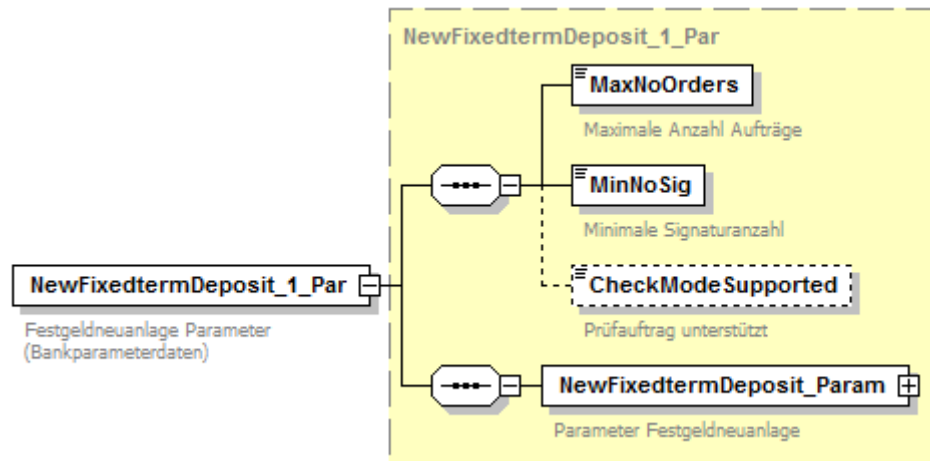 NewFixedtermDeposit_1_Par
MaxNoOrders
Maximale Anzahl Aufträge
MinNoSig
Minimale Signaturanzahl
NewFixedtermDeposit_1_Par
Festgeldneuanlage Parameter
(Bankparameterdaten)
CheckModeSupported
Prüfauftrag unterstützt
NewFixedtermDeposit_Param
Parameter Festgeldneuanlage